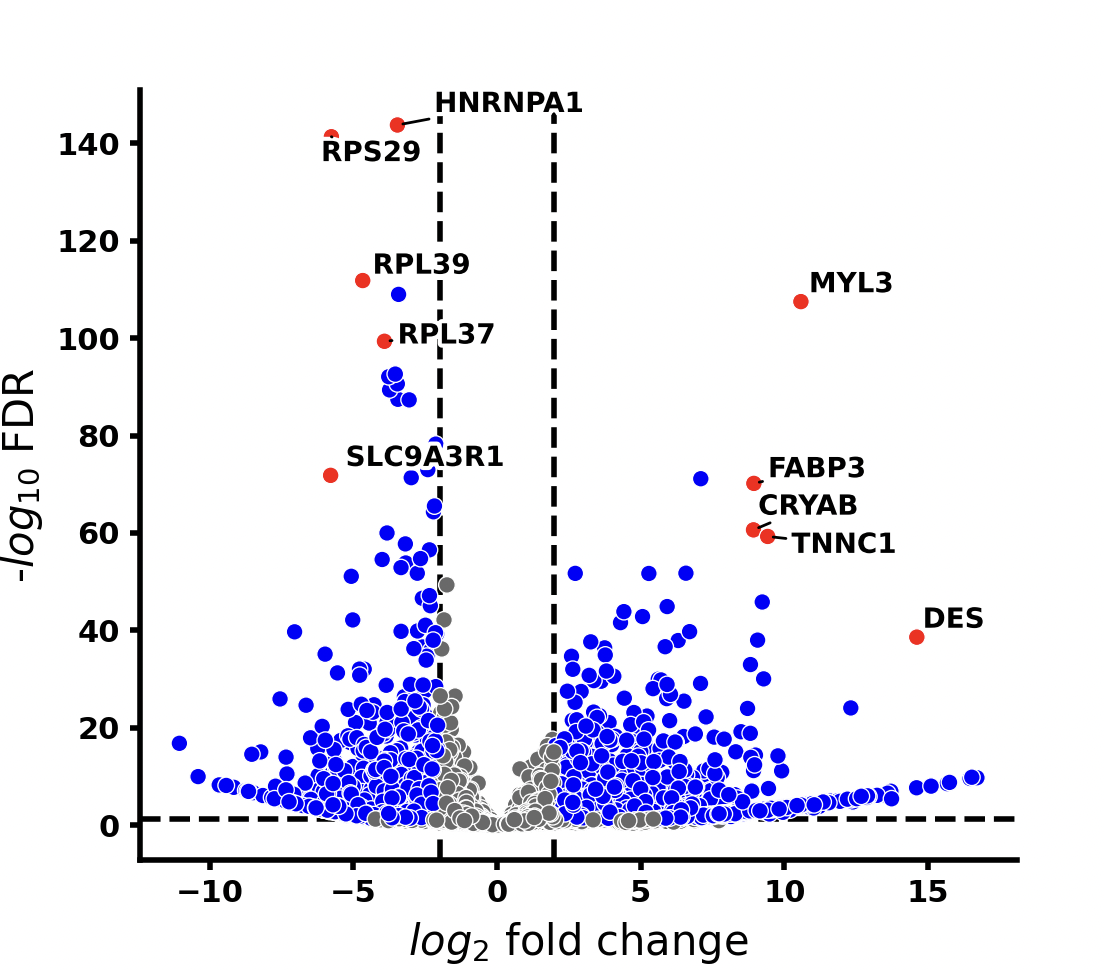 HNRNPA1
RPS29
RPL39
MYL3
RPL37
SLC9A3R1
FABP3
CRYAB
TNNC1
DES
140
120
100
80
60
40
20
0
-log10 FDR
−10
−5
0
5
10
15
log2 fold change